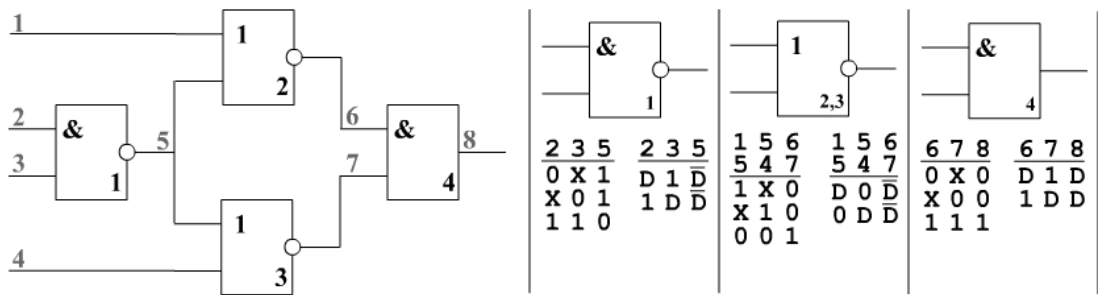 1
1
2
2
&
1
3
5
6
&
4
8
7
1
3
4
&
1
2 3 5
0 X 1
X 0 1
1 1 0
2 3 5
D 1 D̅
1 D D̅
1
2,3
1 5 6
5 4 7
1 X 0
X 1 0
0 0 1
1 5 6
5 4 7
D 0 D̅
0 D D̅
&
4
6 7 8
0 X 0
X 0 0
1 1 1
6 7 8
D 1 D
1 D D